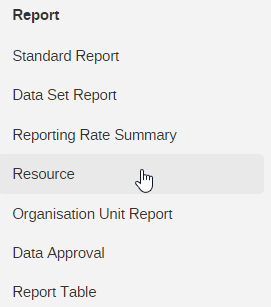 Report
Standard Report
Data Set Report
Reporting Rate Summary
Resource
Organisation Unit Report
Data Approval
Report Table